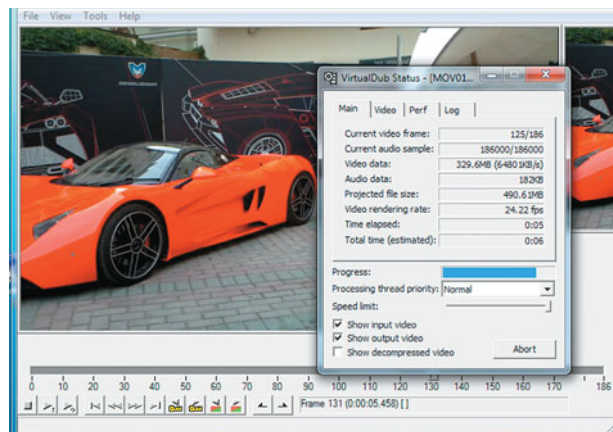 File View Tools Help
VirtualDub Status - [MOV01...
Main Video Perf Log
Current video frame: 125/186
Current audio sample: 186000/186000
Video data: 329.6MB (64801KB/s)
Audio data: 182KB
Projected file size: 490.61MB
Video rendering rate: 24.22 fps
Time elapsed: 0:05
Total time (estimated): 0:06
Progress:
Processing thread priority: Normal
Speed limit:
Show input video
Show output video
Show decompressed video
Abort
0 10 20 30 40 50 60 70 80 90 100 110 120 130 140 150 160 170 186
Frame 131 (0:00:05.458) [ ]